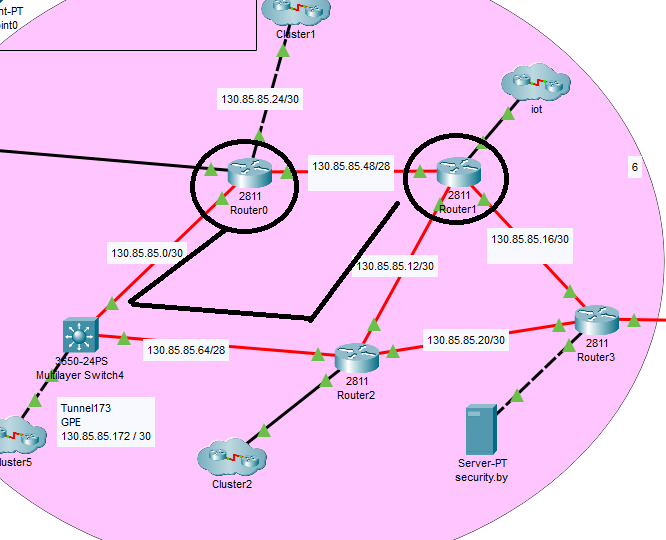 nt-PT
oint0
Cluster1
130.85.85.24/30
iot
130.85.85.48/28
6
2811
Router0
2811
Router1
130.85.85.0/30
130.85.85.16/30
130.85.85.12/30
3550-24PS
Multilayer Switch4
130.85.85.64/28
130.85.85.20/30
2811
Router3
2811
Router2
Tunnel173
GPE
130.85.85.172 / 30
luster5
Cluster2
Server-PT
security.by